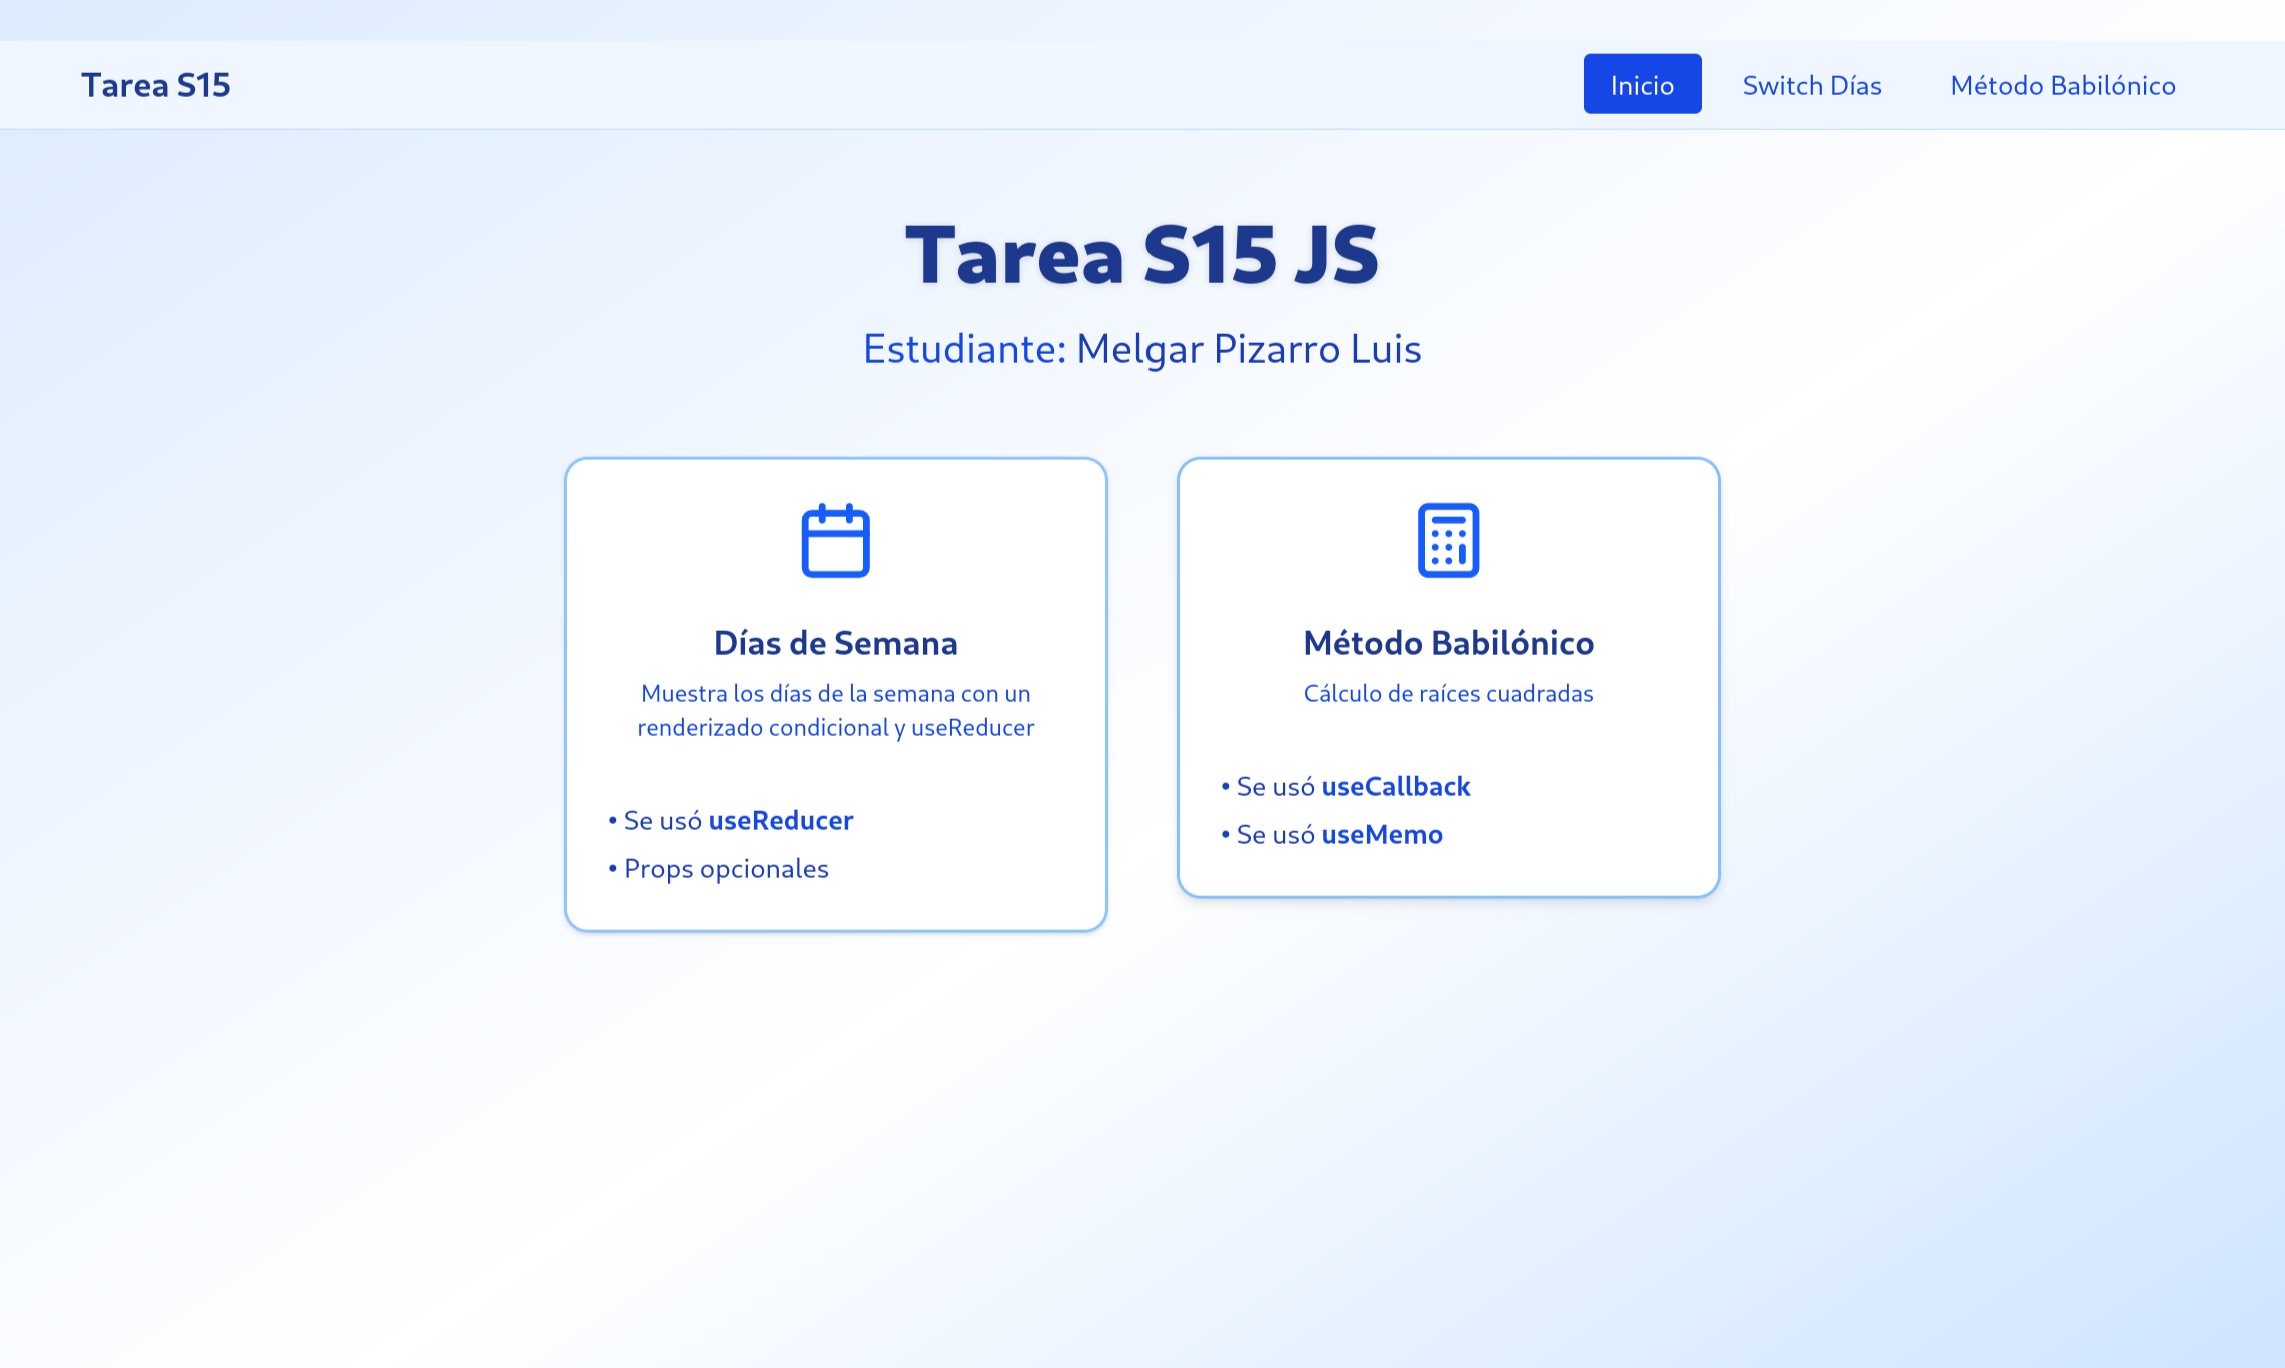 Tarea S15
Inicio
Switch Días
Método Babilónico
Tarea S15 JS
Estudiante: Melgar Pizarro Luis
Días de Semana
Muestra los días de la semana con un
renderizado condicional y useReducer
• Se usó useReducer
• Props opcionales
Método Babilónico
Cálculo de raíces cuadradas
• Se usó useCallback
• Se usó useMemo